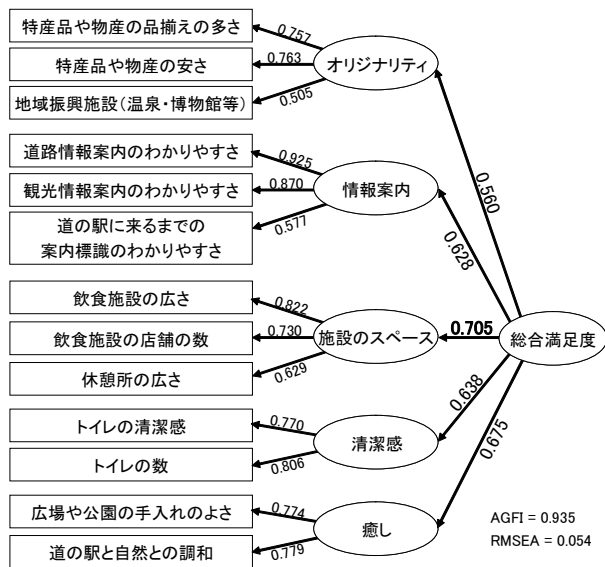 特産品や物産の品揃えの多さ
0.757
特産品や物産の安さ
0.763
オリジナリティ
地域振興施設（温泉・博物館等）
0.505
0.560
道路情報案内のわかりやすさ
0.925
観光情報案内のわかりやすさ
0.870
情報案内
道の駅に来るまでの
案内標識のわかりやすさ
0.577
0.628
飲食施設の広さ
0.822
飲食施設の店舗の数
0.730
施設のスペース
0.705
総合満足度
休憩所の広さ
0.629
トイレの清潔感
0.770
清潔感
0.638
トイレの数
0.806
0.675
広場や公園の手入れのよさ
0.774
癒し
道の駅と自然との調和
0.779
AGFI = 0.935
RMSEA = 0.054